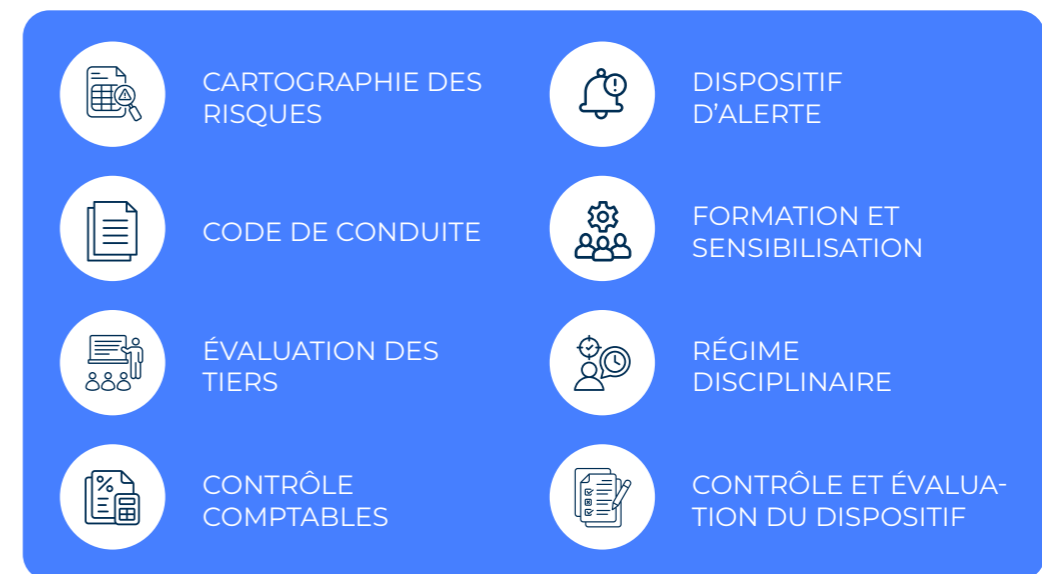 CARTOGRAPHIE DES
RISQUES
DISPOSITIF
D’ALERTE
CODE DE CONDUITE
FORMATION ET
SENSIBILISATION
ÉVALUATION DES
TIERS
RÉGIME
DISCIPLINAIRE
CONTRÔLE
COMPTABLES
CONTRÔLE ET ÉVALUA-
TION DU DISPOSITIF